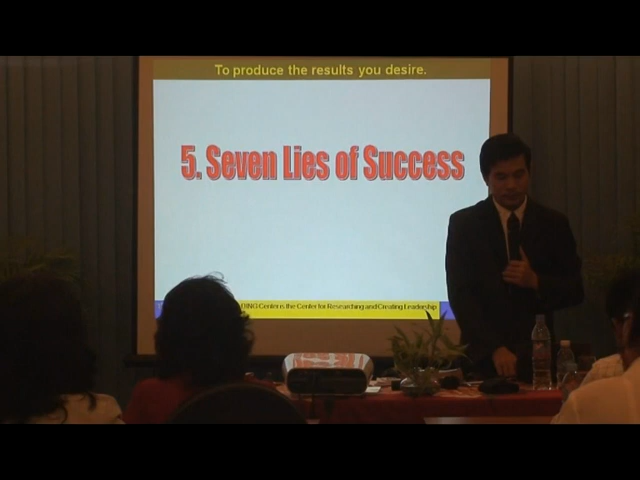 To produce the results you desire.
5. Seven Lies of Success
Center is the Center for Researching and Creating Leadership